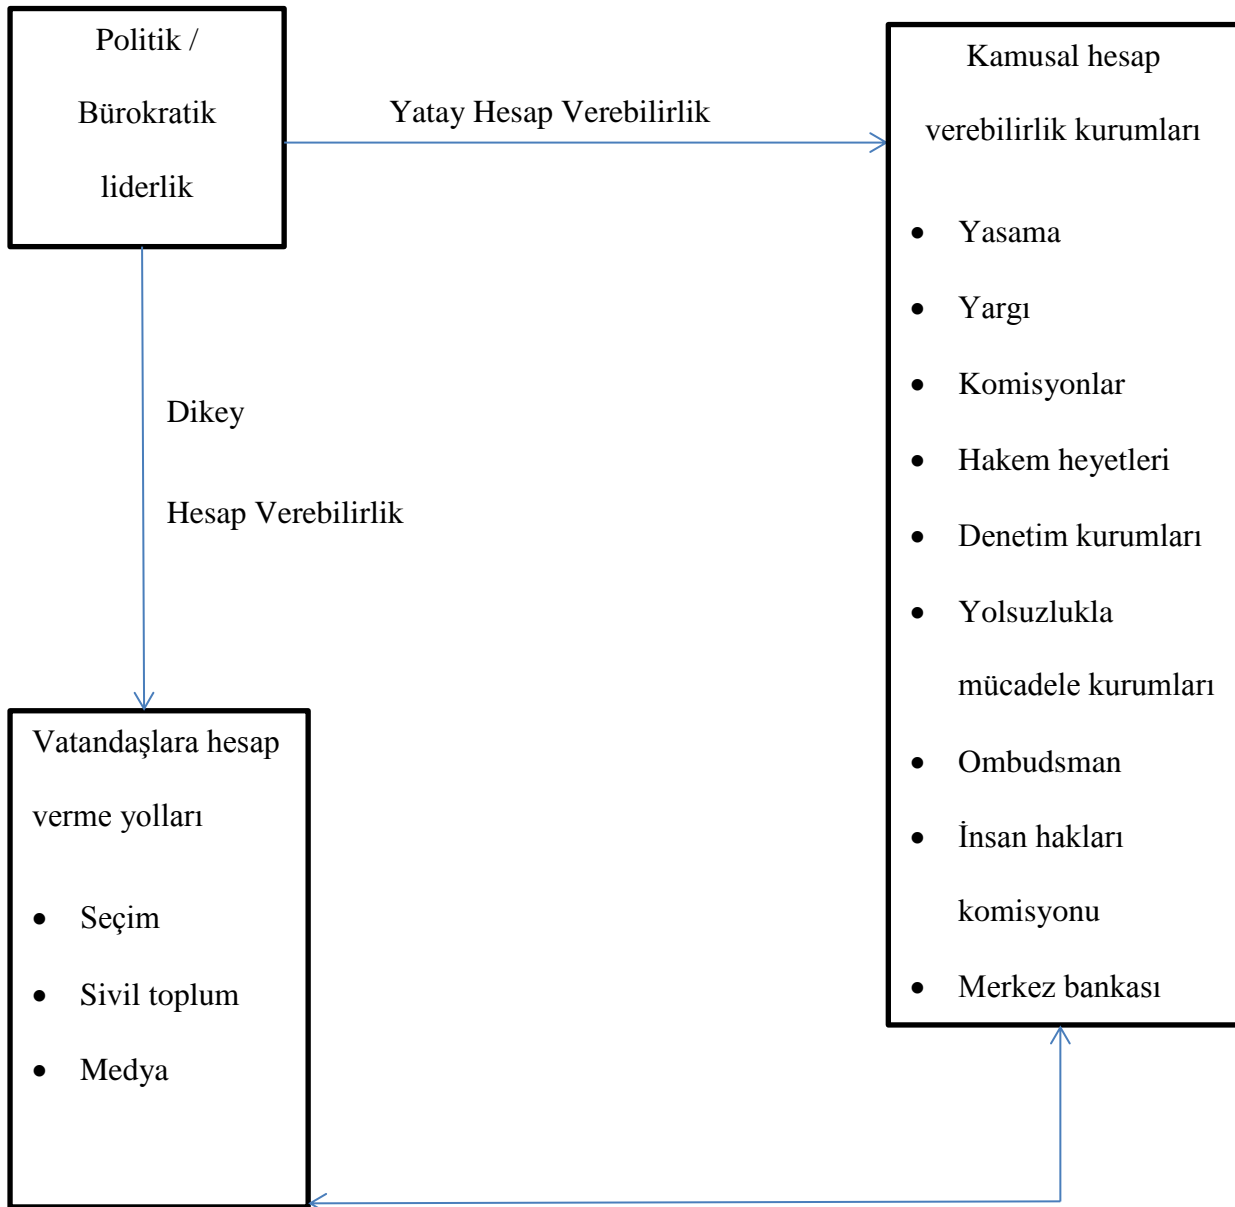 Politik /
Bürokratik
liderlik
Yatay Hesap Verebilirlik
Kamusal hesap
verebilirlik kurumları
• Yasama
• Yargı
• Komisyonlar
• Hakem heyetleri
• Denetim kurumları
• Yolsuzlukla
mücadele kurumları
• Ombudsman
• İnsan hakları
komisyonu
• Merkez bankası
Dikey
Hesap Verebilirlik
Vatandaşlara hesap
verme yolları
• Seçim
• Sivil toplum
• Medya